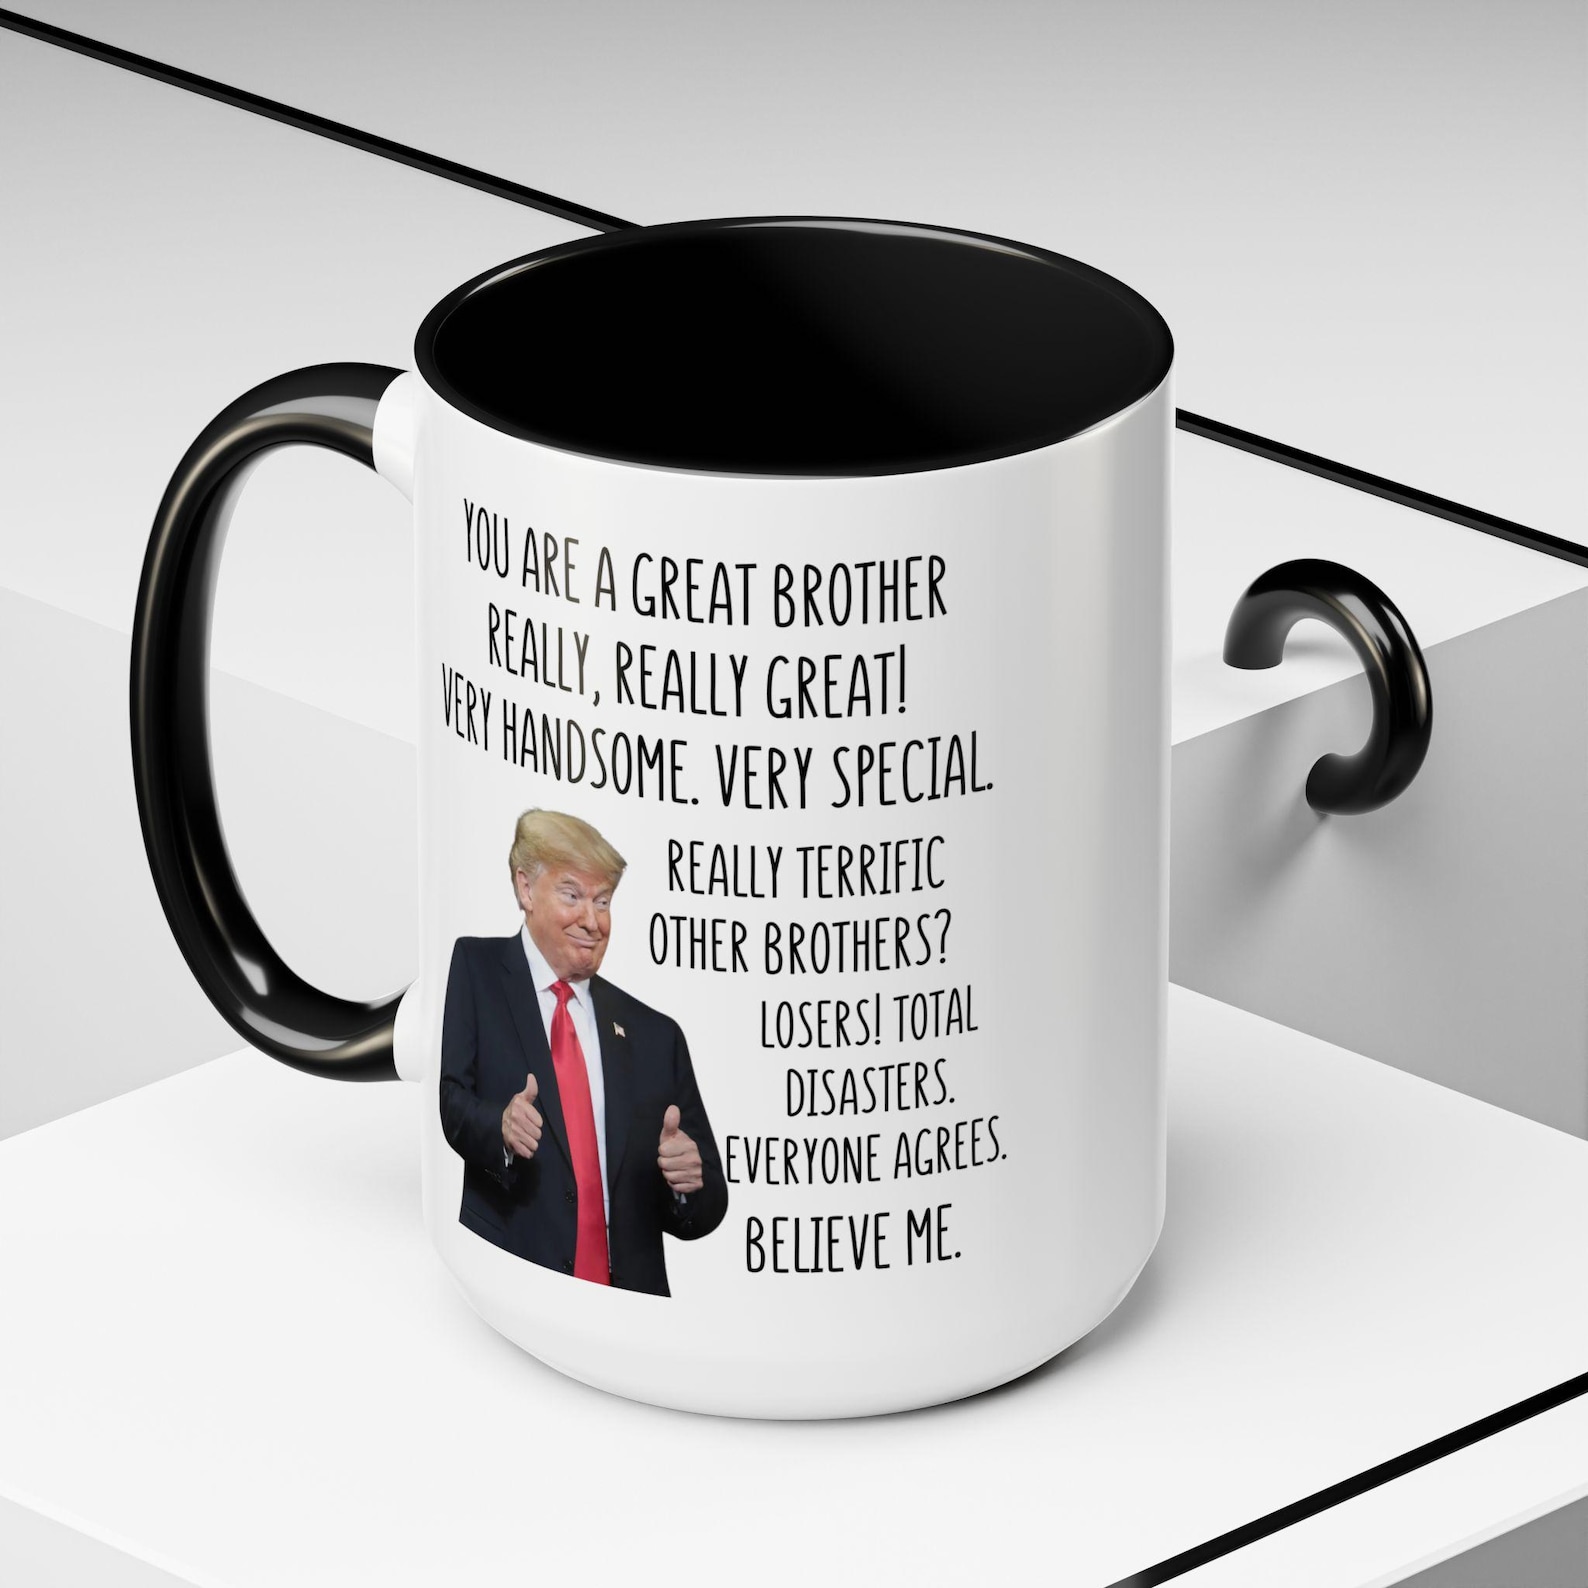 YOU ARE A GREAT BROTHER
REALLY, REALLY GREAT!
VERY HANDSOME. VERY SPECIAL.
REALLY TERRIFIC
OTHER BROTHERS?
LOSERS! TOTAL
DISASTERS.
EVERYONE AGREES.
BELIEVE ME.